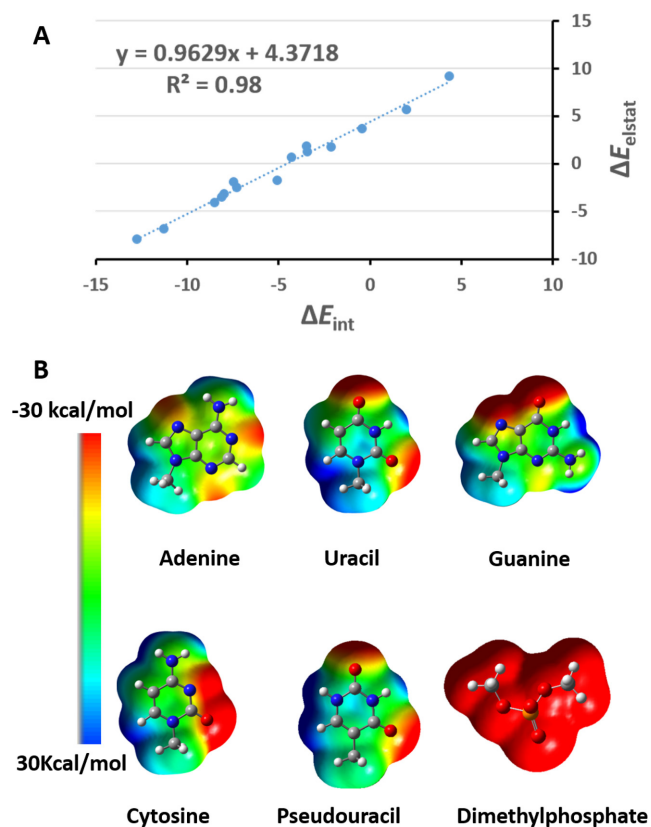 A
y = 0.9629x + 4.3718
R² = 0.98
15
10
5
0
-5
-10
ΔEelstat
-15
-10
-5
0
5
10
ΔEint
B
-30 kcal/mol
30Kcal/mol
Adenine
Uracil
Guanine
Cytosine
Pseudouracil
Dimethylphosphate